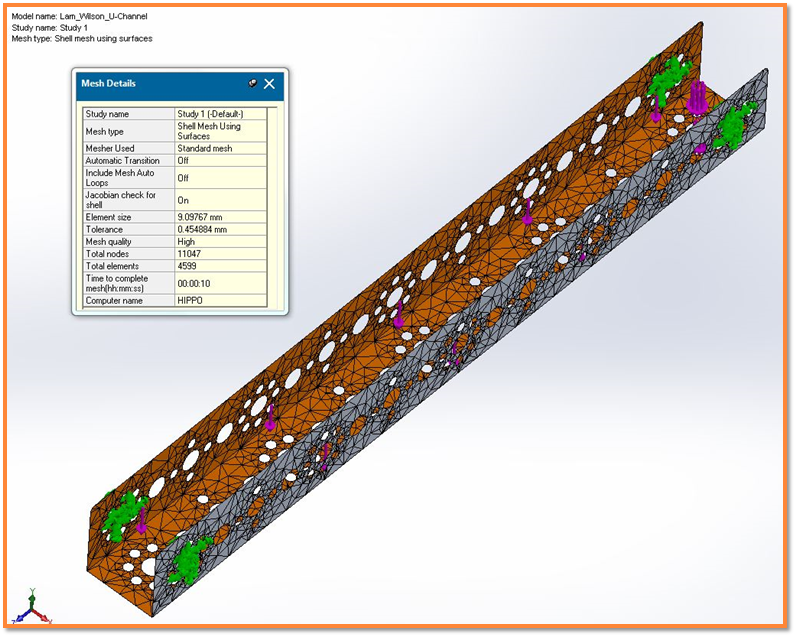 Model name: Lam_Wilson_U-Channel
Study name: Study 1
Mesh type: Shell mesh using surfaces
Mesh Details
Study name Study 1 (-Default-)
Mesh type Shell Mesh Using
Surfaces
Mesher Used Standard mesh
Automatic Transition Off
Include Mesh Auto
Loops Off
Jacobian check for
shell On
Element size 9.09767 mm
Tolerance 0.454884 mm
Mesh quality High
Total nodes 11047
Total elements 4599
Time to complete
mesh(hh:mm:ss) 00:00:10
Computer name HIPPO
Y
X
Z